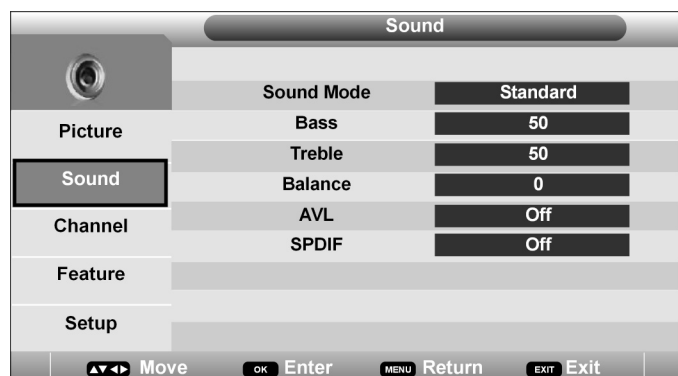 Sound
Sound Mode Standard
Bass 50
Treble 50
Balance 0
AVL Off
SPDIF Off
Picture
Sound
Channel
Feature
Setup
Move OK Enter MENU Return EXIT Exit